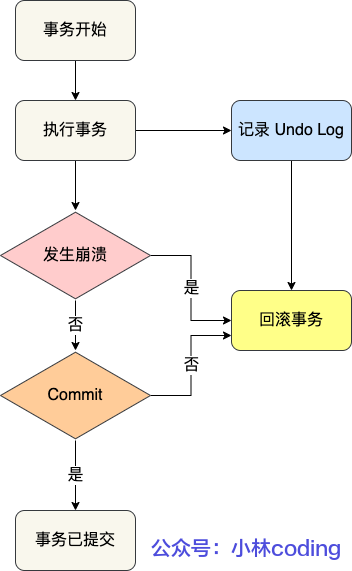 事务开始
执行事务
记录 Undo Log
发生崩溃
是
否
回滚事务
Commit
否
是
事务已提交
公众号：小林coding